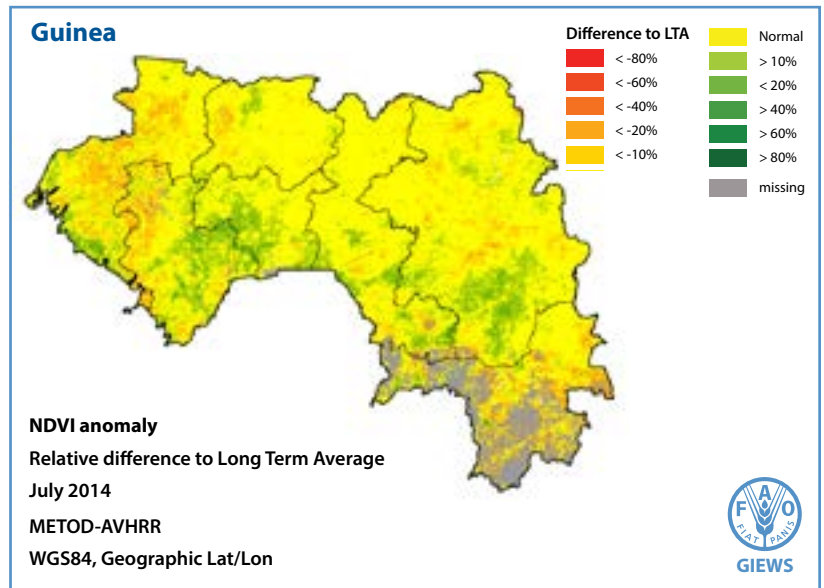 Guinea
Difference to LTA
< -80%
< -60%
< -40%
< -20%
< -10%
Normal
> 10%
< 20%
> 40%
> 60%
> 80%
missing
NDVI anomaly
Relative difference to Long Term Average
July 2014
METOD-AVHRR
WGS84, Geographic Lat/Lon
F A O
FIAT PANIS
GIEWS